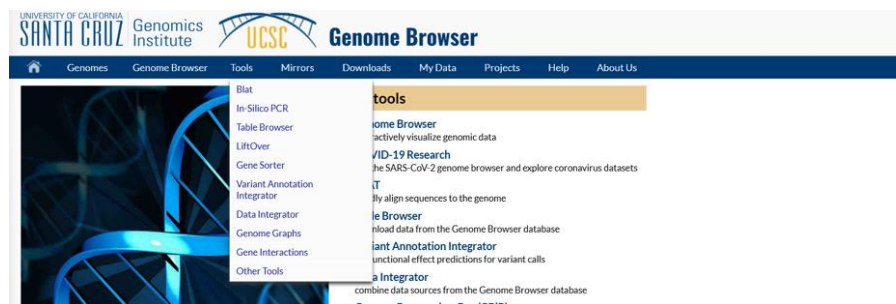 UNIVERSITY OF CALIFORNIA
SANTA CRUZ
Genomics
Institute
UCSC
Genome Browser
Genomes Genome Browser Tools Mirrors Downloads My Data Projects Help About Us
Blat
In-Silico PCR
Table Browser
LiftOver
Gene Sorter
Variant Annotation
Integrator
Data Integrator
Genome Graphs
Gene Interactions
Other Tools
tools
ome Browser
ractively visualize genomic data
VID-19 Research
the SARS-CoV-2 genome browser and explore coronavirus datasets
AT
dly align sequences to the genome
le Browser
nload data from the Genome Browser database
iant Annotation Integrator
functional effect predictions for variant calls
a Integrator
combine data sources from the Genome Browser database